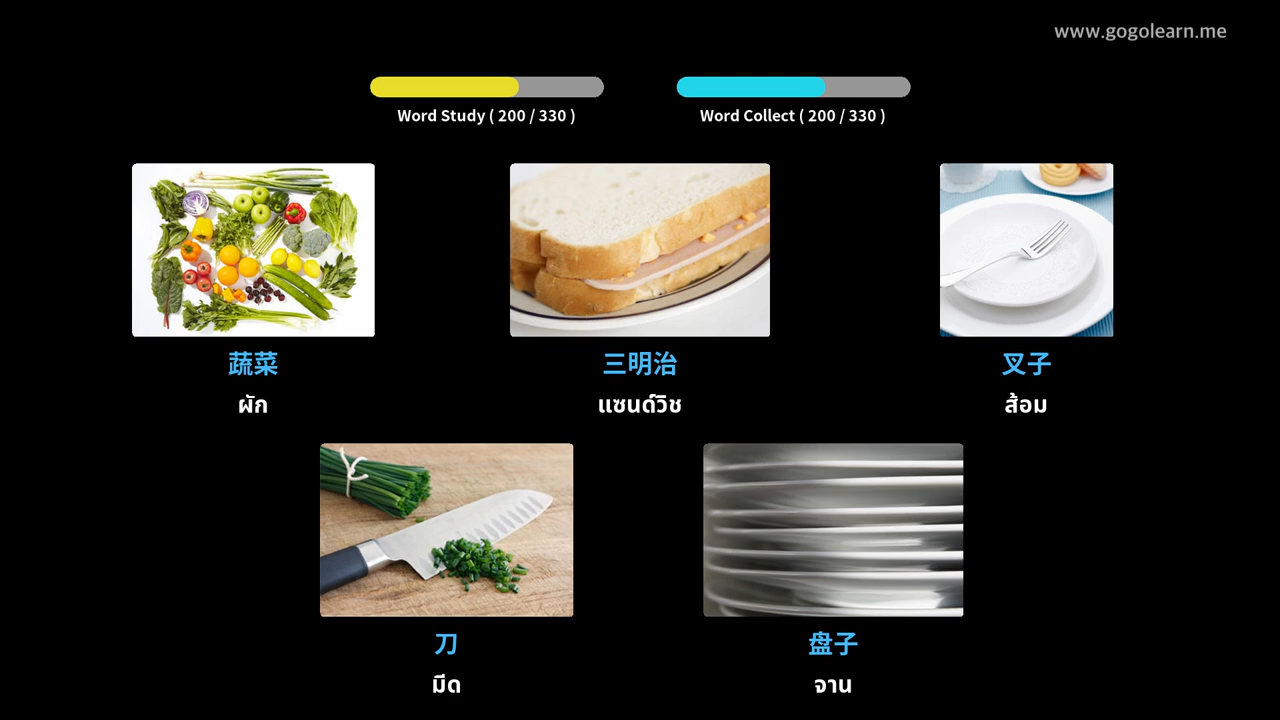 www.gogolearn.me
Word Study ( 200 / 330 )
Word Collect ( 200 / 330 )
蔬菜
ผัก
三明治
แซนด์วิช
叉子
ส้อม
刀
มีด
盘子
จาน